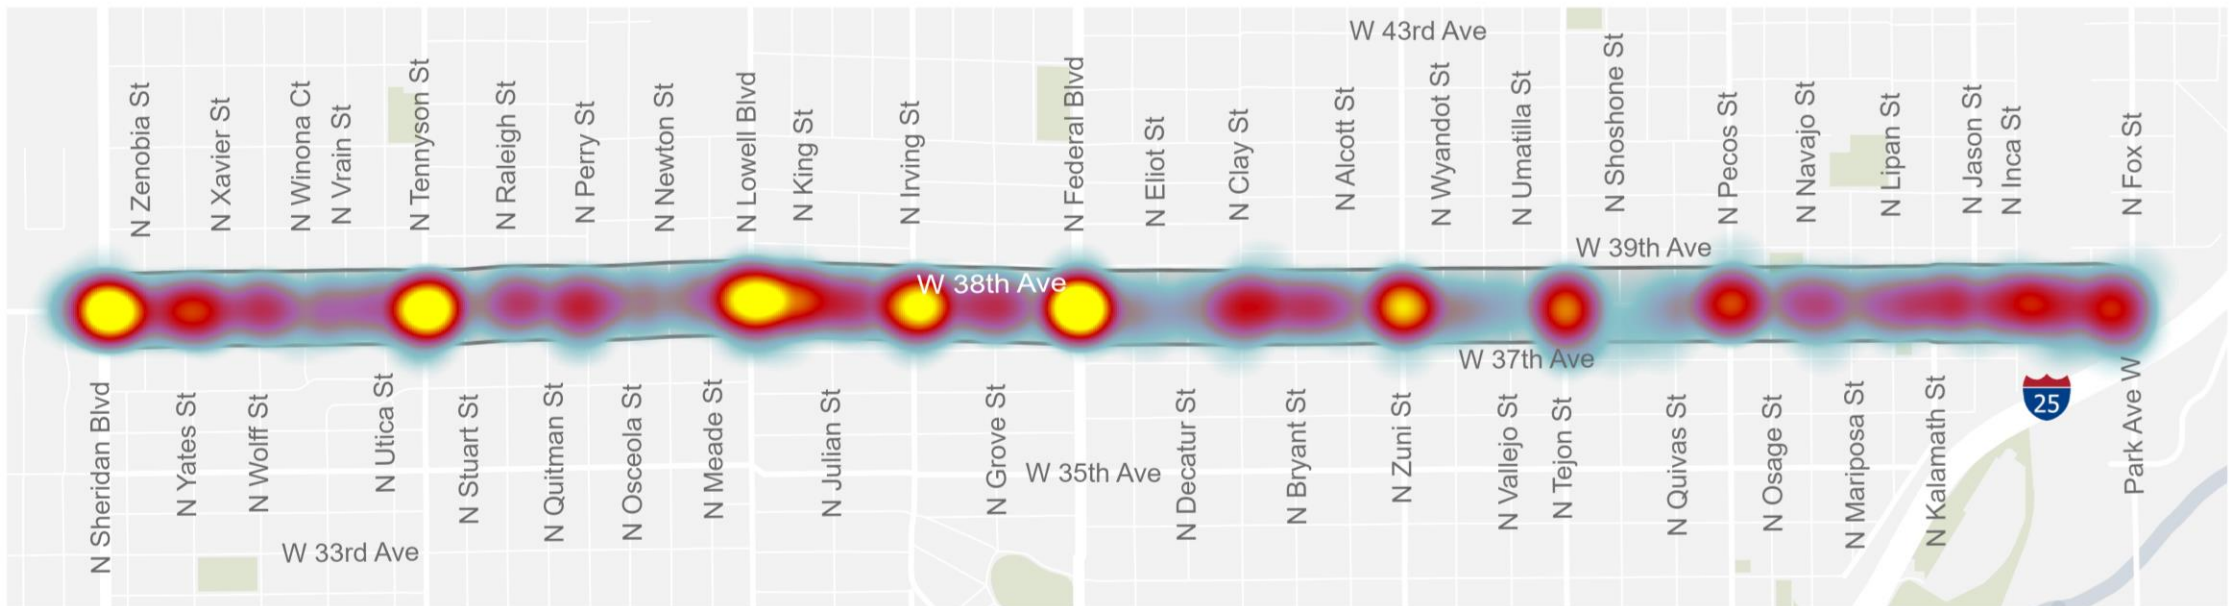 W 43rd Ave
N Zenobia St
N Xavier St
N Winona Ct
N Vrain St
N Tennyson St
N Raleigh St
N Perry St
N Newton St
N Lowell Blvd
N King St
N Irving St
N Federal Blvd
N Eliot St
N Clay St
N Alcott St
N Wyandot St
N Umatilla St
N Shoshone St
N Pecos St
N Navajo St
N Lipan St
N Jason St
N Inca St
N Fox St
W 39th Ave
W 38th Ave
W 37th Ave
N Sheridan Blvd
N Yates St
N Wolff St
N Utica St
N Stuart St
N Quitman St
N Osceola St
N Meade St
N Julian St
N Grove St
W 35th Ave
N Decatur St
N Bryant St
N Zuni St
N Vallejo St
N Tejon St
N Quivas St
N Osage St
N Mariposa St
N Kalamath St
25
Park Ave W
W 33rd Ave